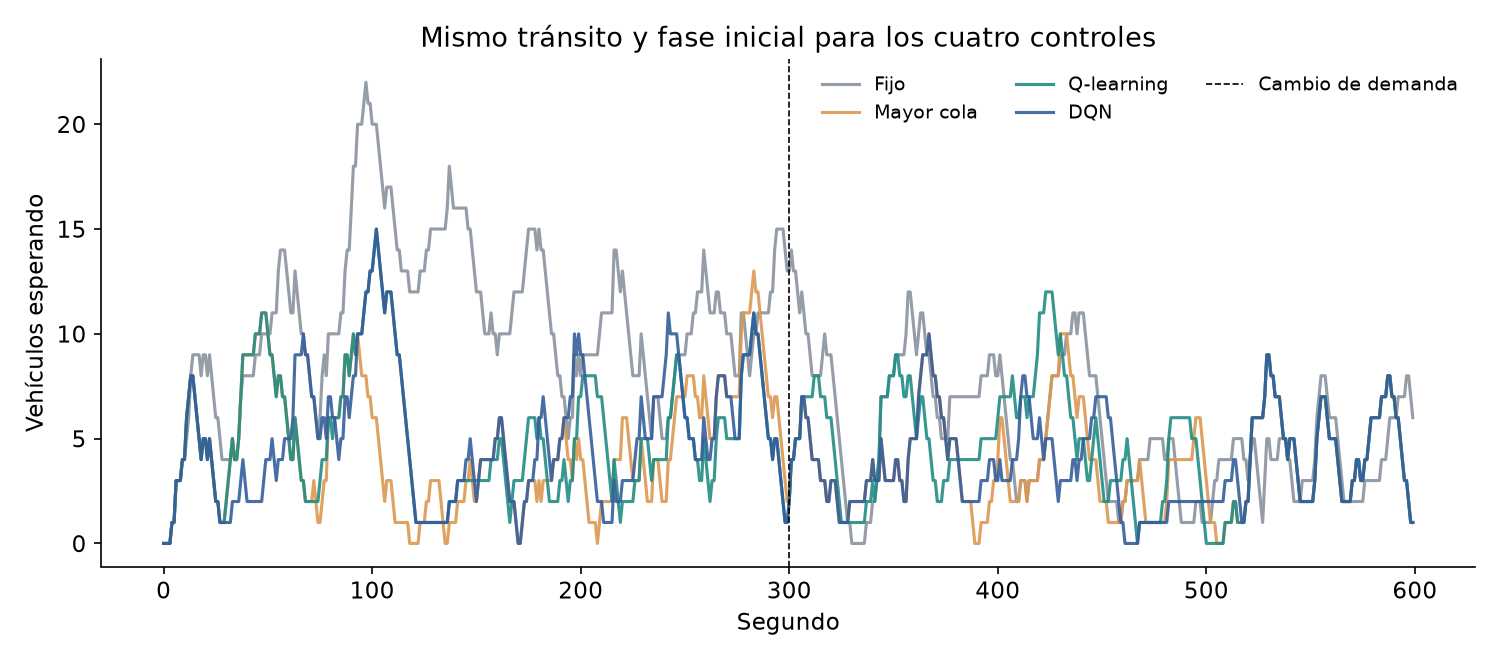 Mismo tránsito y fase inicial para los cuatro controles
Fijo
Mayor cola
Q-learning
DQN
Cambio de demanda
Vehículos esperando
20
15
10
5
0
0 100 200 300 400 500 600
Segundo